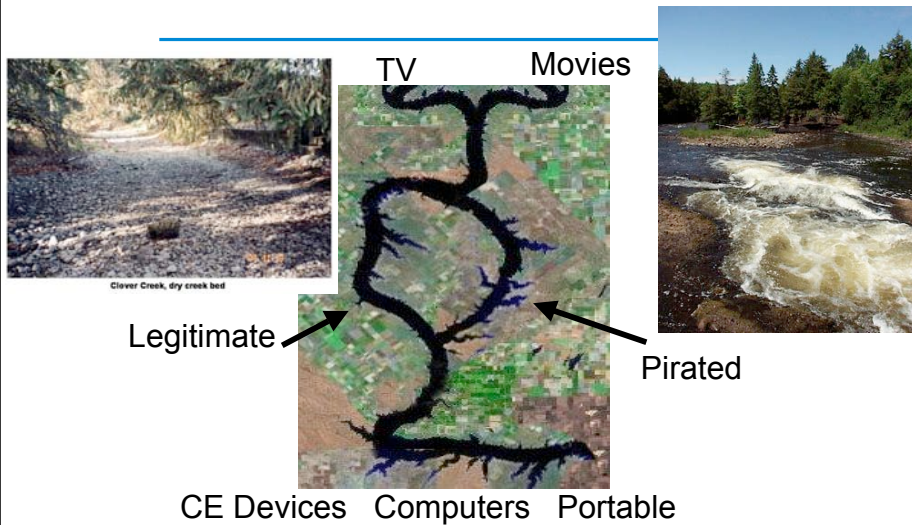 TV Movies
Clover Creek, dry creek bed
Legitimate
Pirated
CE Devices Computers Portable